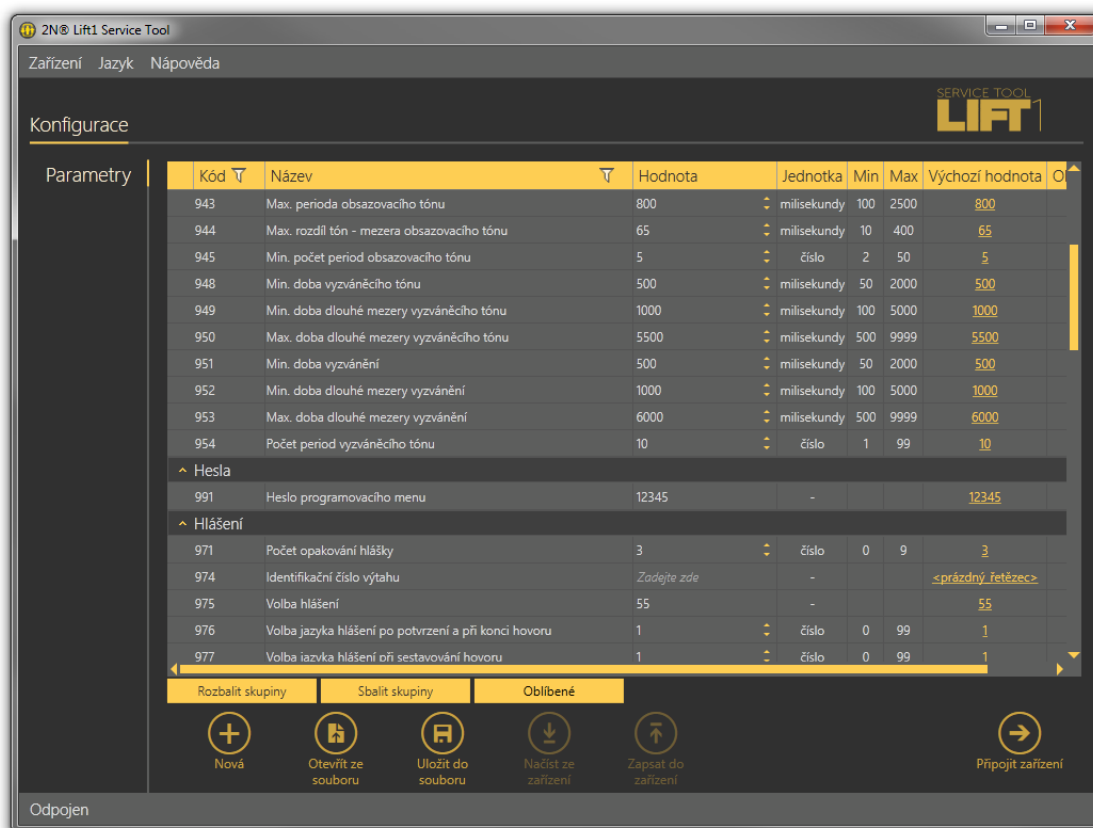 2N® Lift1 Service Tool
Zařízení Jazyk Nápověda
SERVICE TOOL
LIFT1
Konfigurace
Parametry
Kód Název Hodnota Jednotka Min Max Výchozí hodnota
943 Max. perioda obsazovacího tónu 800 milisekundy 100 2500 800
944 Max. rozdíl tón - mezera obsazovacího tónu 65 milisekundy 10 400 65
945 Min. počet period obsazovacího tónu 5 číslo 2 50 5
948 Min. doba vyzváněcího tónu 500 milisekundy 50 2000 500
949 Min. doba dlouhé mezery vyzváněcího tónu 1000 milisekundy 100 5000 1000
950 Max. doba dlouhé mezery vyzváněcího tónu 5500 milisekundy 500 9999 5500
951 Min. doba vyzvánění 500 milisekundy 50 2000 500
952 Min. doba dlouhé mezery vyzvánění 1000 milisekundy 100 5000 1000
953 Max. doba dlouhé mezery vyzvánění 6000 milisekundy 500 9999 6000
954 Počet period vyzváněcího tónu 10 číslo 1 99 10
Hesla
991 Heslo programovacího menu 12345 - 12345
Hlášení
971 Počet opakování hlášky 3 číslo 0 9 3
974 Identifikační číslo výtahu Zadejte zde - <prázdný řetězec>
975 Volba hlášení 55 - 55
976 Volba jazyka hlášení po potvrzení a při konci hovoru 1 číslo 0 99 1
977 Volba jazyka hlášení při sestavování hovoru 1 číslo 0 99 1
Rozbalit skupiny Sbalit skupiny Oblíbené
Nová Otevřít ze souboru Uložit do souboru Načíst ze zařízení Zapsat do zařízení Připojit zařízení
Odpojen